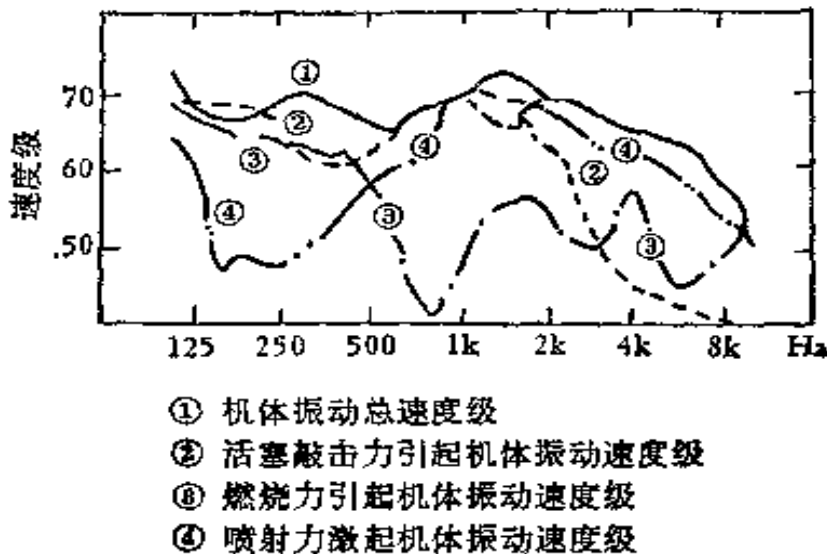 速度级
70
60
50
①
②
③
④
③
④
②
④
③
125 250 500 1k 2k 4k 8k Ha
① 机体振动总速度级
② 活塞敲击力引起机体振动速度级
③ 燃烧力引起机体振动速度级
④ 喷射力激起机体振动速度级